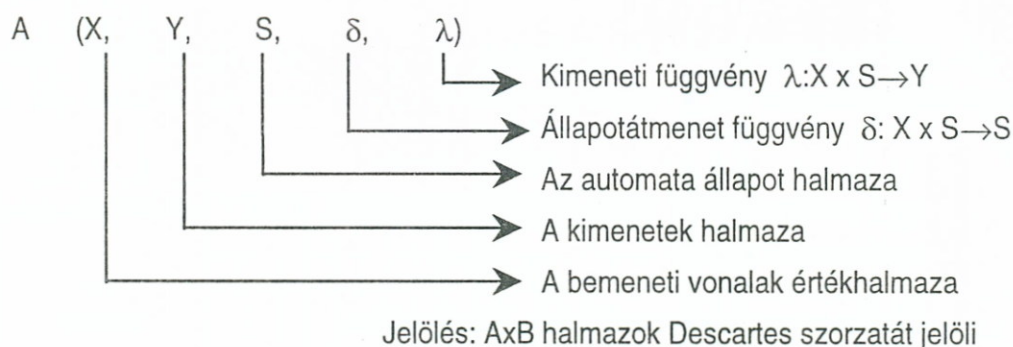 A (X, Y, S, δ, λ)
Kimeneti függvény λ:X x S→Y
Állapotátmenet függvény δ: X x S→S
Az automata állapot halmaza
A kimenetek halmaza
A bemeneti vonalak értékhalmaza
Jelölés: AxB halmazok Descartes szorzatát jelöli